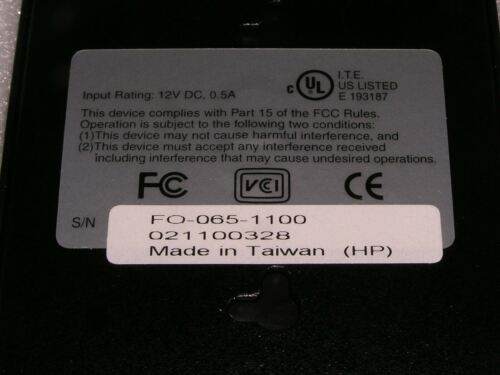 I.T.E.
c UL US LISTED
E 193187
Input Rating: 12V DC, 0.5A
This device complies with Part 15 of the FCC Rules.
Operation is subject to the following two conditions:
(1)This device may not cause harmful interference, and
(2)This device must accept any interference received
including interference that may cause undesired operations.
FC VCI CE
S/N
FO-065-1100
021100328
Made in Taiwan (HP)